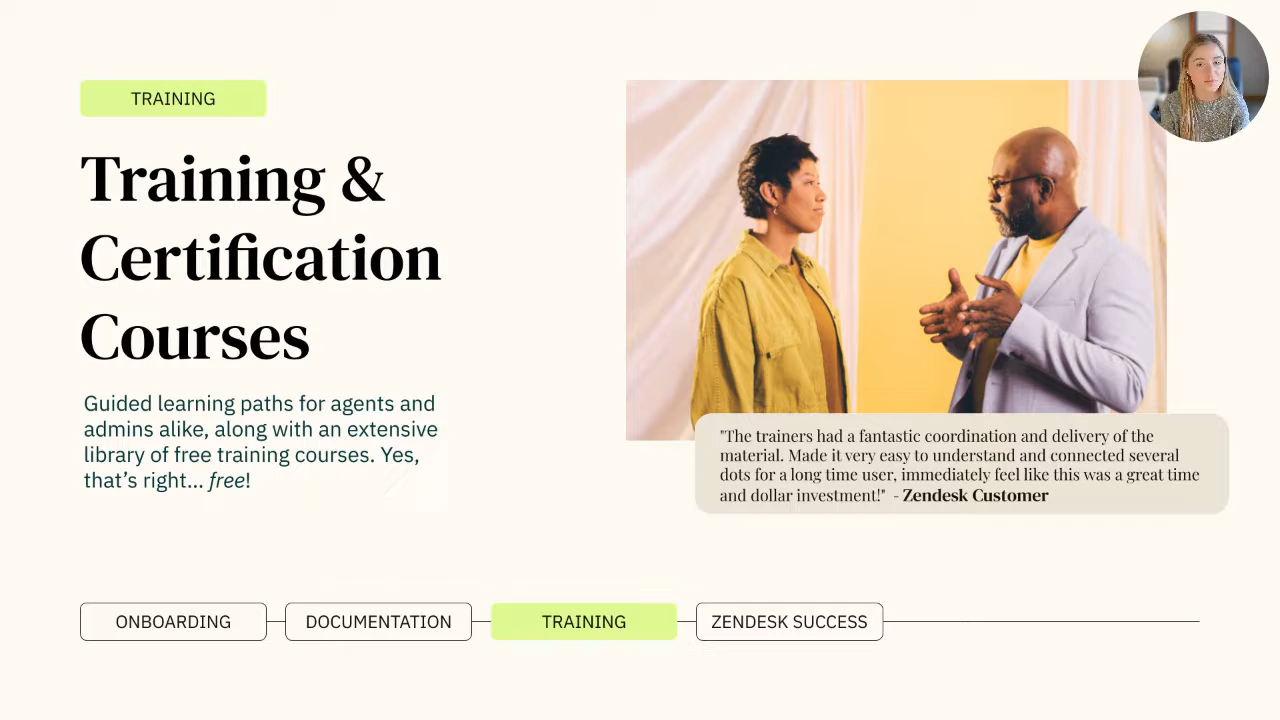 TRAINING
Training &
Certification
Courses
Guided learning paths for agents and
admins alike, along with an extensive
library of free training courses. Yes,
that’s right... free!
"The trainers had a fantastic coordination and delivery of the
material. Made it very easy to understand and connected several
dots for a long time user, immediately feel like this was a great time
and dollar investment!" - Zendesk Customer
ONBOARDING
DOCUMENTATION
TRAINING
ZENDESK SUCCESS